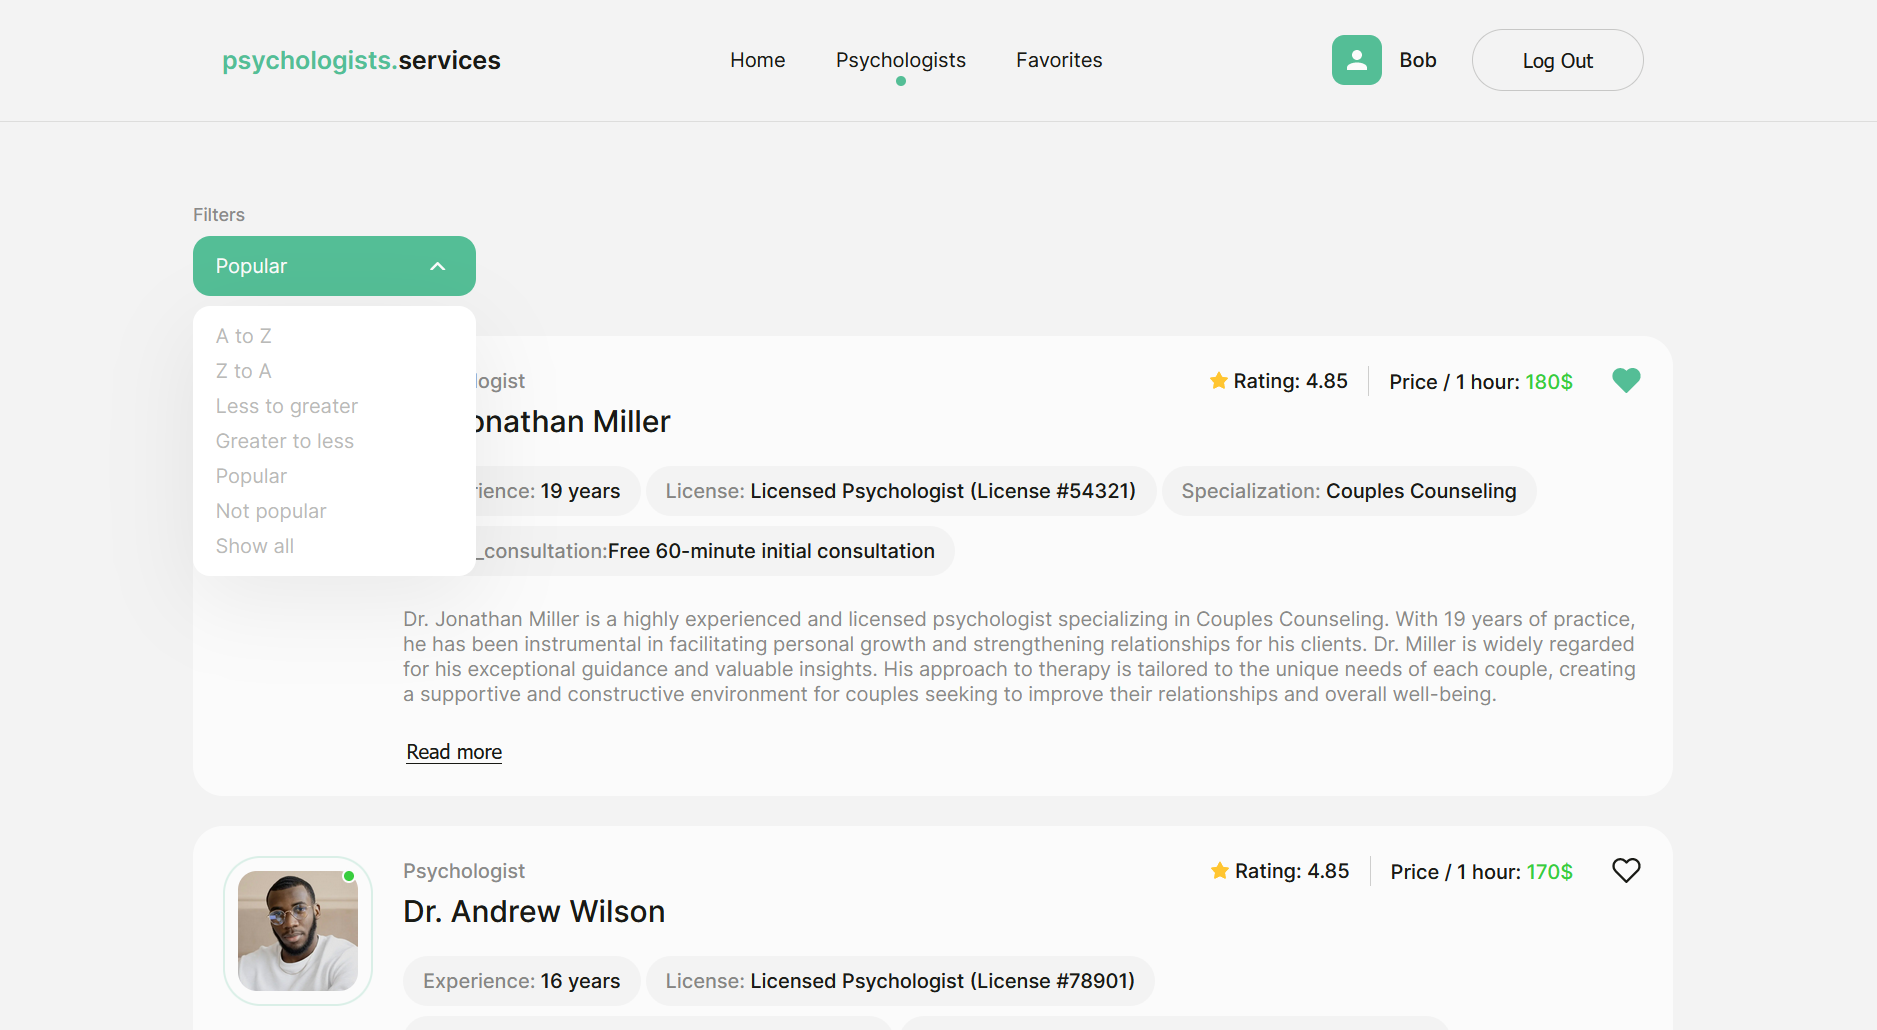 psychologists.services
Home
Psychologists
Favorites
Bob
Log Out
Filters
Popular
A to Z
Z to A
Less to greater
Greater to less
Popular
Not popular
Show all
Rating: 4.85
Price / 1 hour: 180$
Miller
19 years
License: Licensed Psychologist (License #54321)
Specialization: Couples Counseling
_consultation:Free 60-minute initial consultation
Dr. Jonathan Miller is a highly experienced and licensed psychologist specializing in Couples Counseling. With 19 years of practice,
he has been instrumental in facilitating personal growth and strengthening relationships for his clients. Dr. Miller is widely regarded
for his exceptional guidance and valuable insights. His approach to therapy is tailored to the unique needs of each couple, creating
a supportive and constructive environment for couples seeking to improve their relationships and overall well-being.
Read more
Psychologist
Rating: 4.85
Price / 1 hour: 170$
Dr. Andrew Wilson
Experience: 16 years
License: Licensed Psychologist (License #78901)